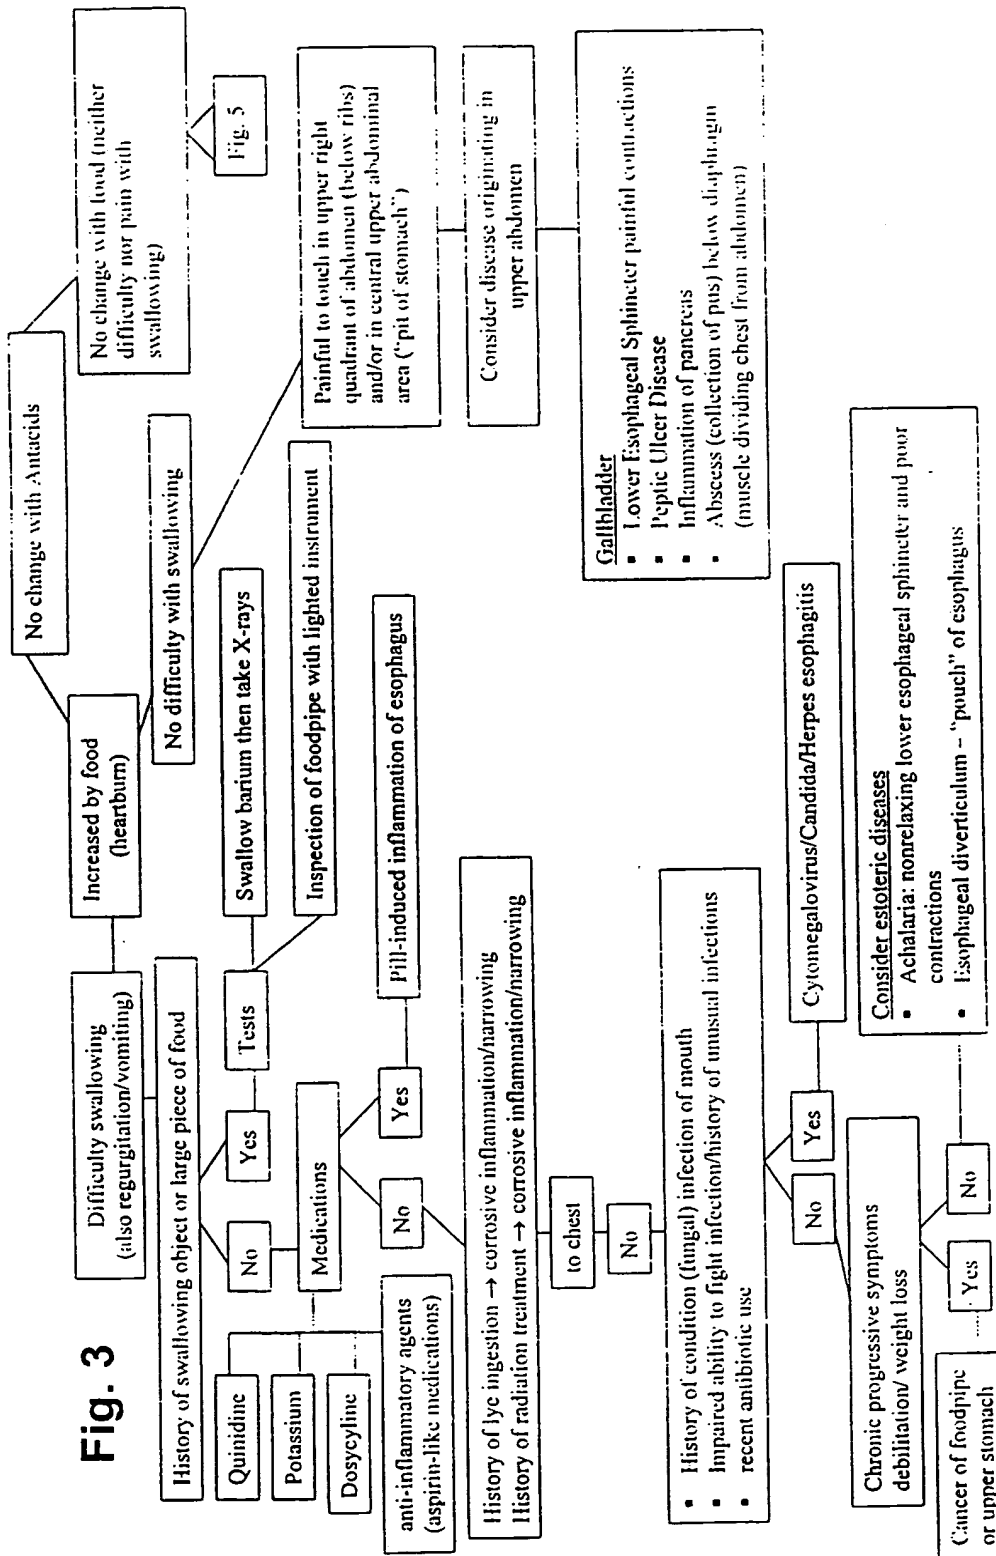 Fig. 3
No change with Antacids
Increased by food
(heartburn)
No change with food (neither
difficulty nor pain with
swallowing)
Fig. 5
Difficulty swallowing
(also regurgitation/vomiting)
No difficulty with swallowing
History of swallowing object or large piece of food
No
Yes
Tests
Swallow barium then take X-rays
Inspection of foodpipe with lighted instrument
Painful to touch in upper right
quadrant of abdomen (below ribs)
and/or in central upper abdominal
area ("pit of stomach")
Quinidine
Potassium
Dosycyline
anti-inflammatory agents
(aspirin-like medications)
Medications
No
Yes
Pill-induced inflammation of esophagus
Consider disease originating in
upper abdomen
History of lye ingestion → corrosive inflammation/narrowing
History of radiation treatment → corrosive inflammation/narrowing
to chest
No
Gallbladder
▪ Lower Esophageal Sphincter painful contractions
▪ Peptic Ulcer Disease
▪ Inflammation of pancreas
▪ Abscess (collection of pus) below diaphragm
(muscle dividing chest from abdomen)
▪ History of condition (fungal) infection of mouth
▪ Impaired ability to fight infection/history of unusual infections
▪ recent antibiotic use
No
Yes
Cytomegalovirus/Candida/Herpes esophagitis
Chronic progressive symptoms
debilitation/ weight loss
Yes
No
Cancer of foodpipe
or upper stomach
Consider estoteric diseases
▪ Achalaria: nonrelaxing lower esophageal sphincter and poor
contractions
▪ Esophageal diverticulum – "pouch" of esophagus